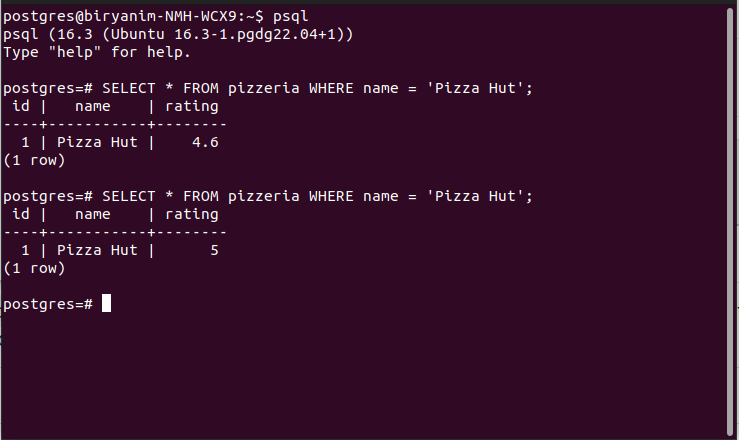 postgres@biryanim-NMH-WCX9:~$ psql
psql (16.3 (Ubuntu 16.3-1.pgdg22.04+1))
Type "help" for help.

postgres=# SELECT * FROM pizzeria WHERE name = 'Pizza Hut';
 id |   name    | rating
----+-----------+--------
  1 | Pizza Hut |    4.6
(1 row)

postgres=# SELECT * FROM pizzeria WHERE name = 'Pizza Hut';
 id |   name    | rating
----+-----------+--------
  1 | Pizza Hut |      5
(1 row)

postgres=#